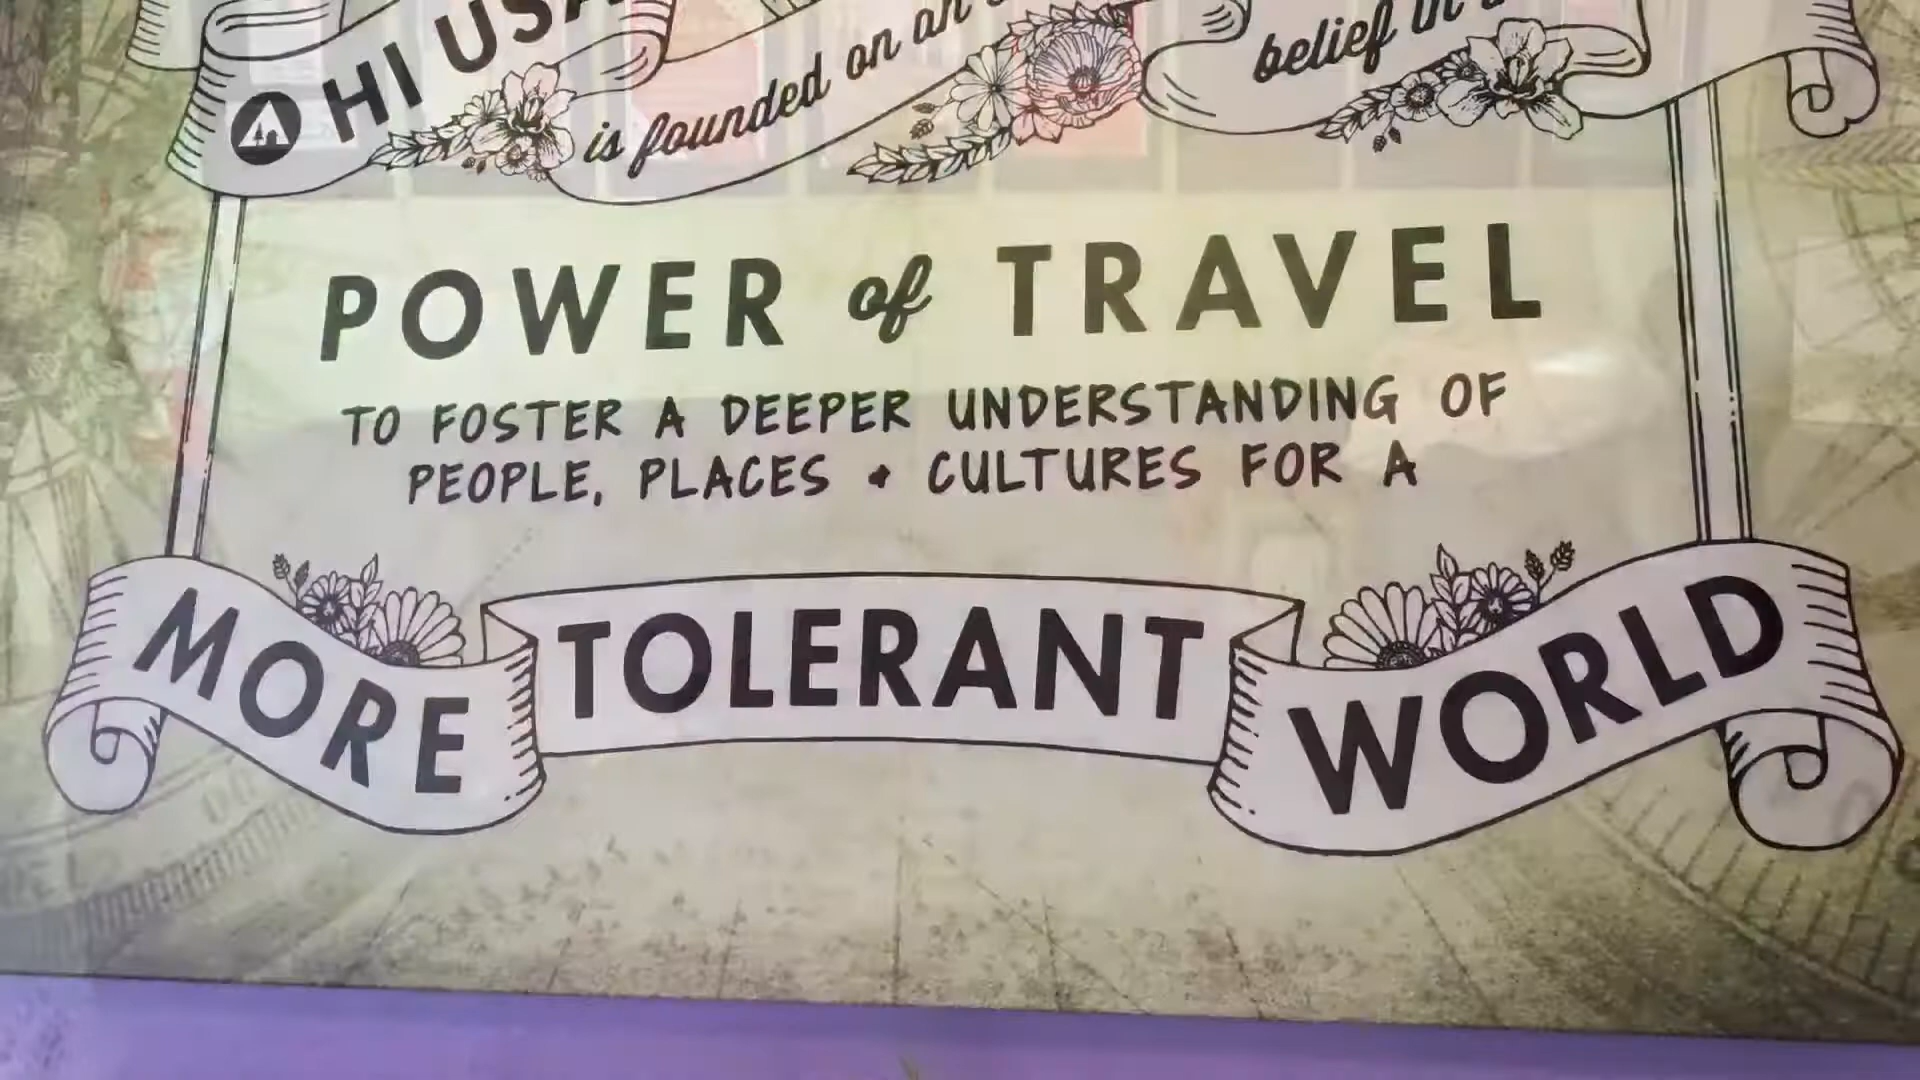 HI USA
is founded on an
belief in
POWER of TRAVEL
TO FOSTER A DEEPER UNDERSTANDING OF
PEOPLE, PLACES + CULTURES FOR A
MORE TOLERANT WORLD